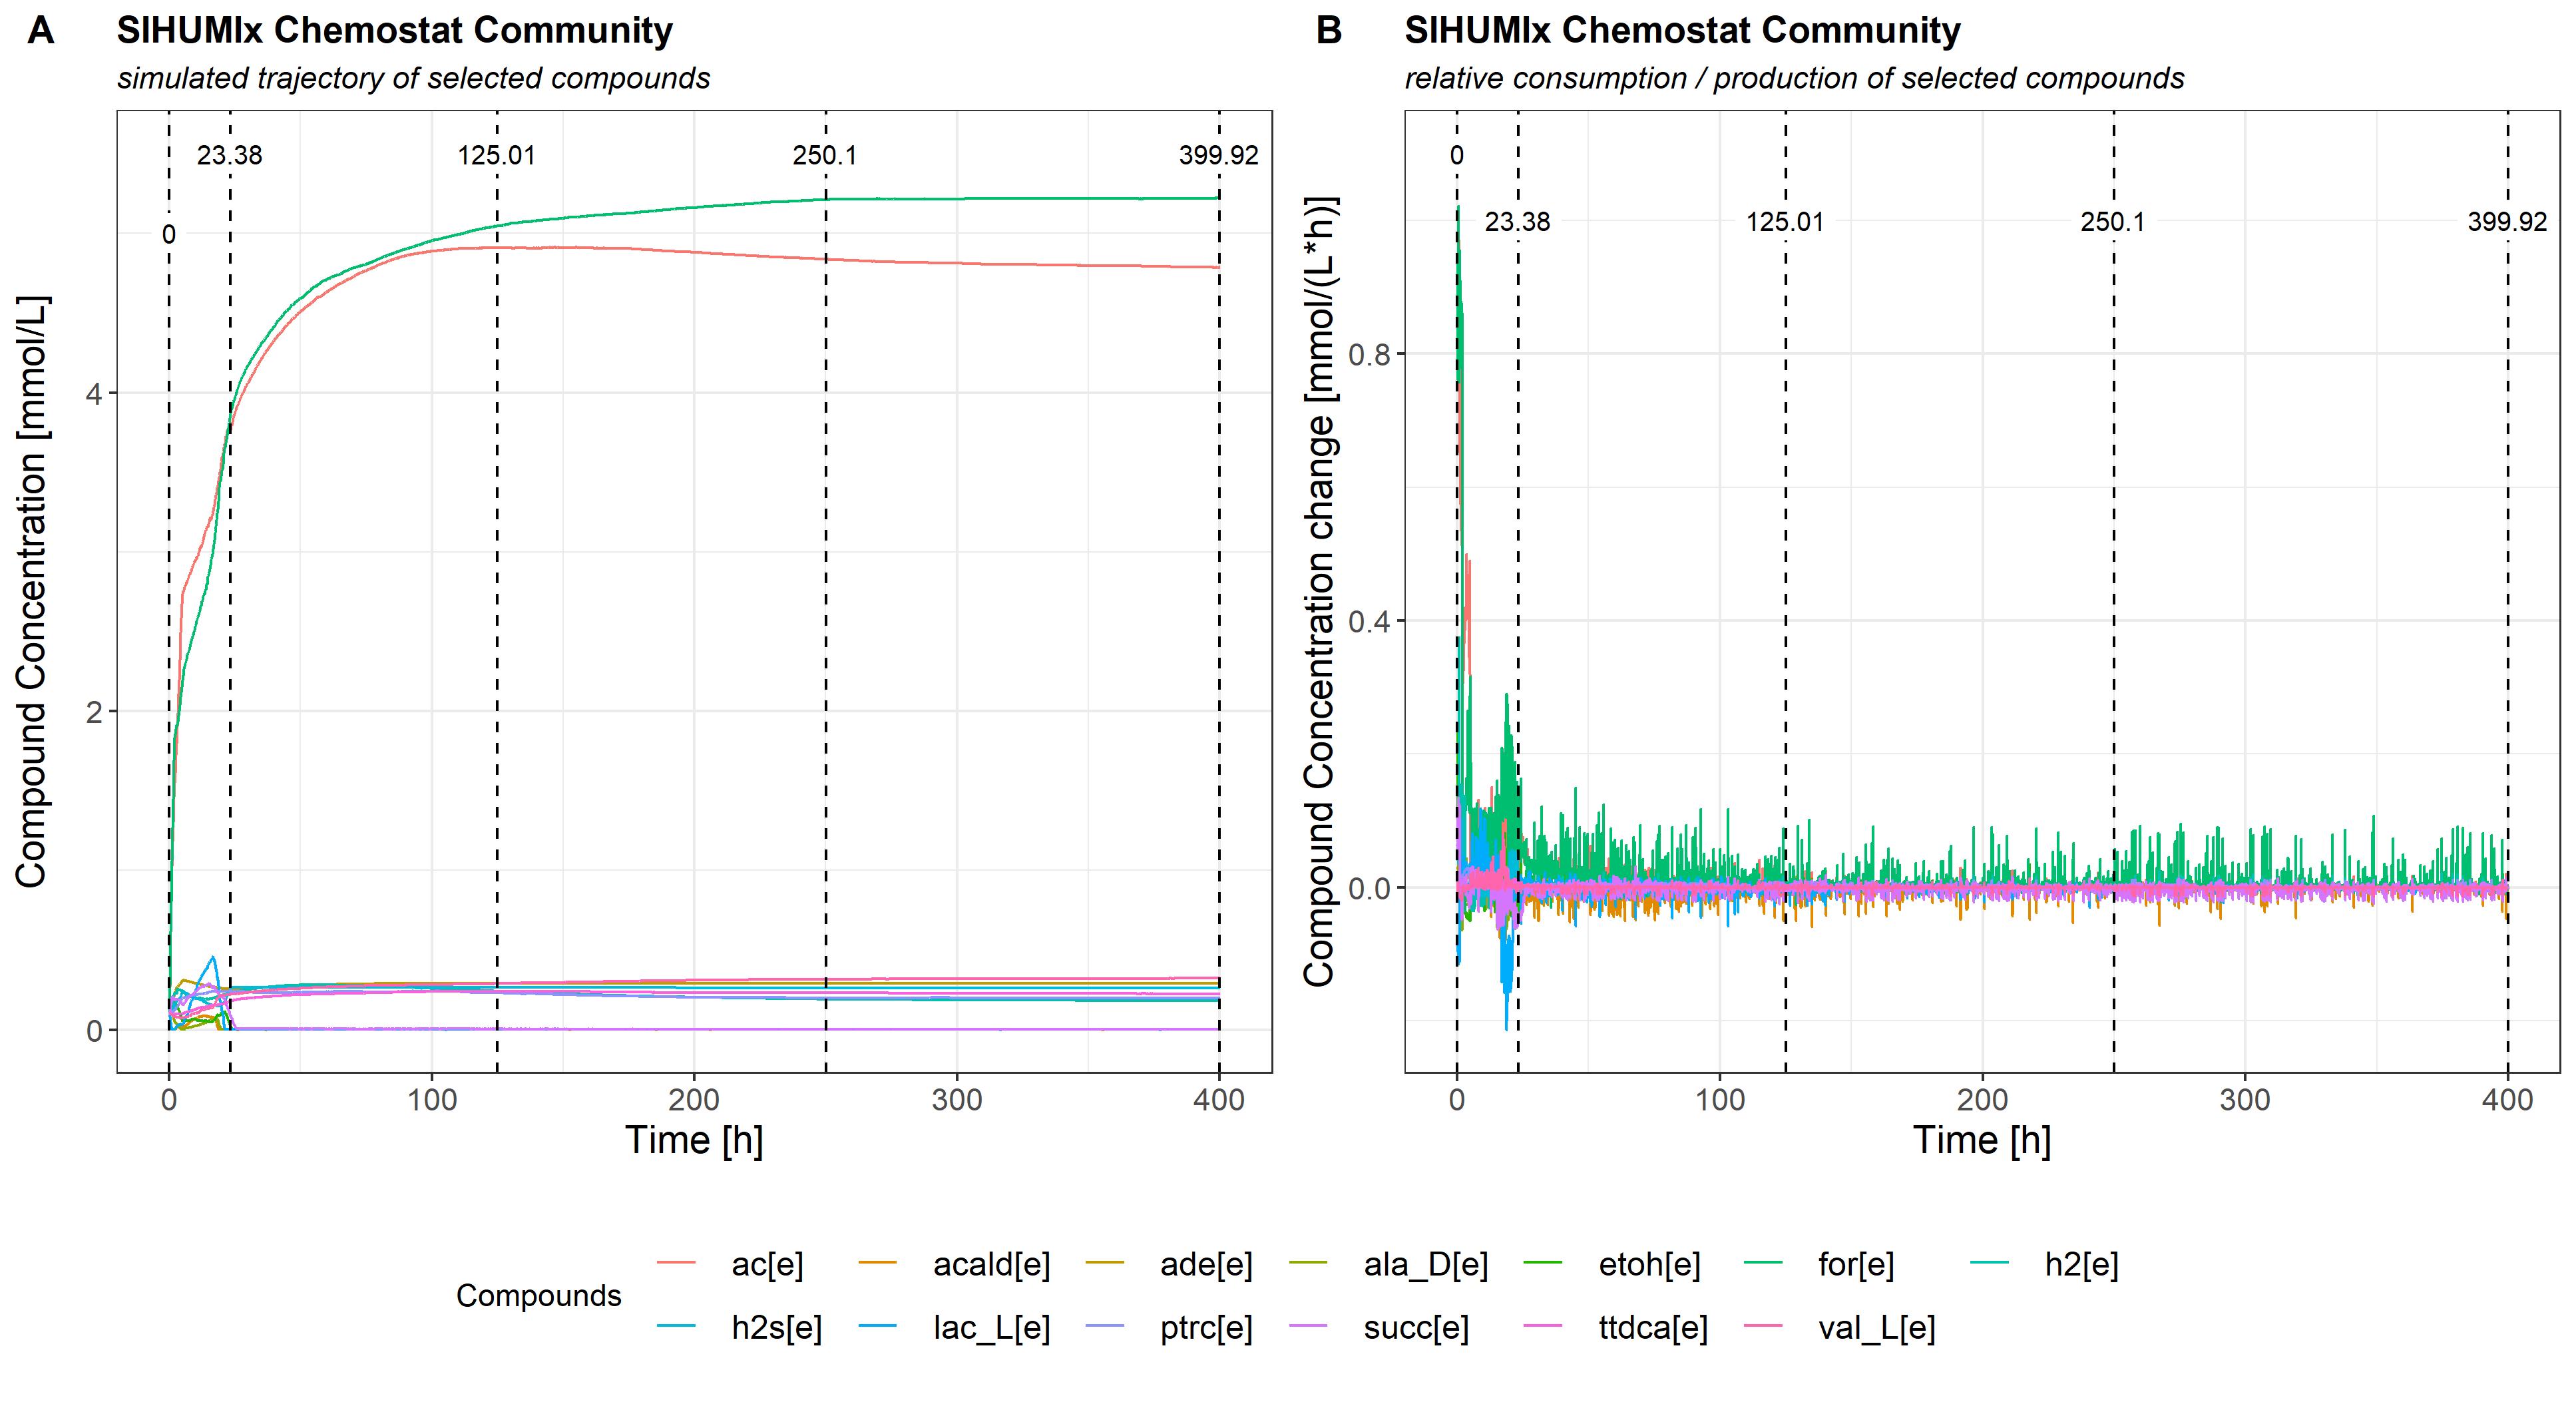 A
SIHUMIx Chemostat Community
simulated trajectory of selected compounds
Compound Concentration [mmol/L]
0
23.38
125.01
250.1
399.92
4
2
0
0
100
200
300
400
Time [h]
B
SIHUMIx Chemostat Community
relative consumption / production of selected compounds
Compound Concentration change [mmol/(L*h)]
0
23.38
125.01
250.1
399.92
0.8
0.4
0.0
0
100
200
300
400
Time [h]
Compounds
ac[e]
acald[e]
ade[e]
ala_D[e]
etoh[e]
for[e]
h2[e]
h2s[e]
lac_L[e]
ptrc[e]
succ[e]
ttdca[e]
val_L[e]